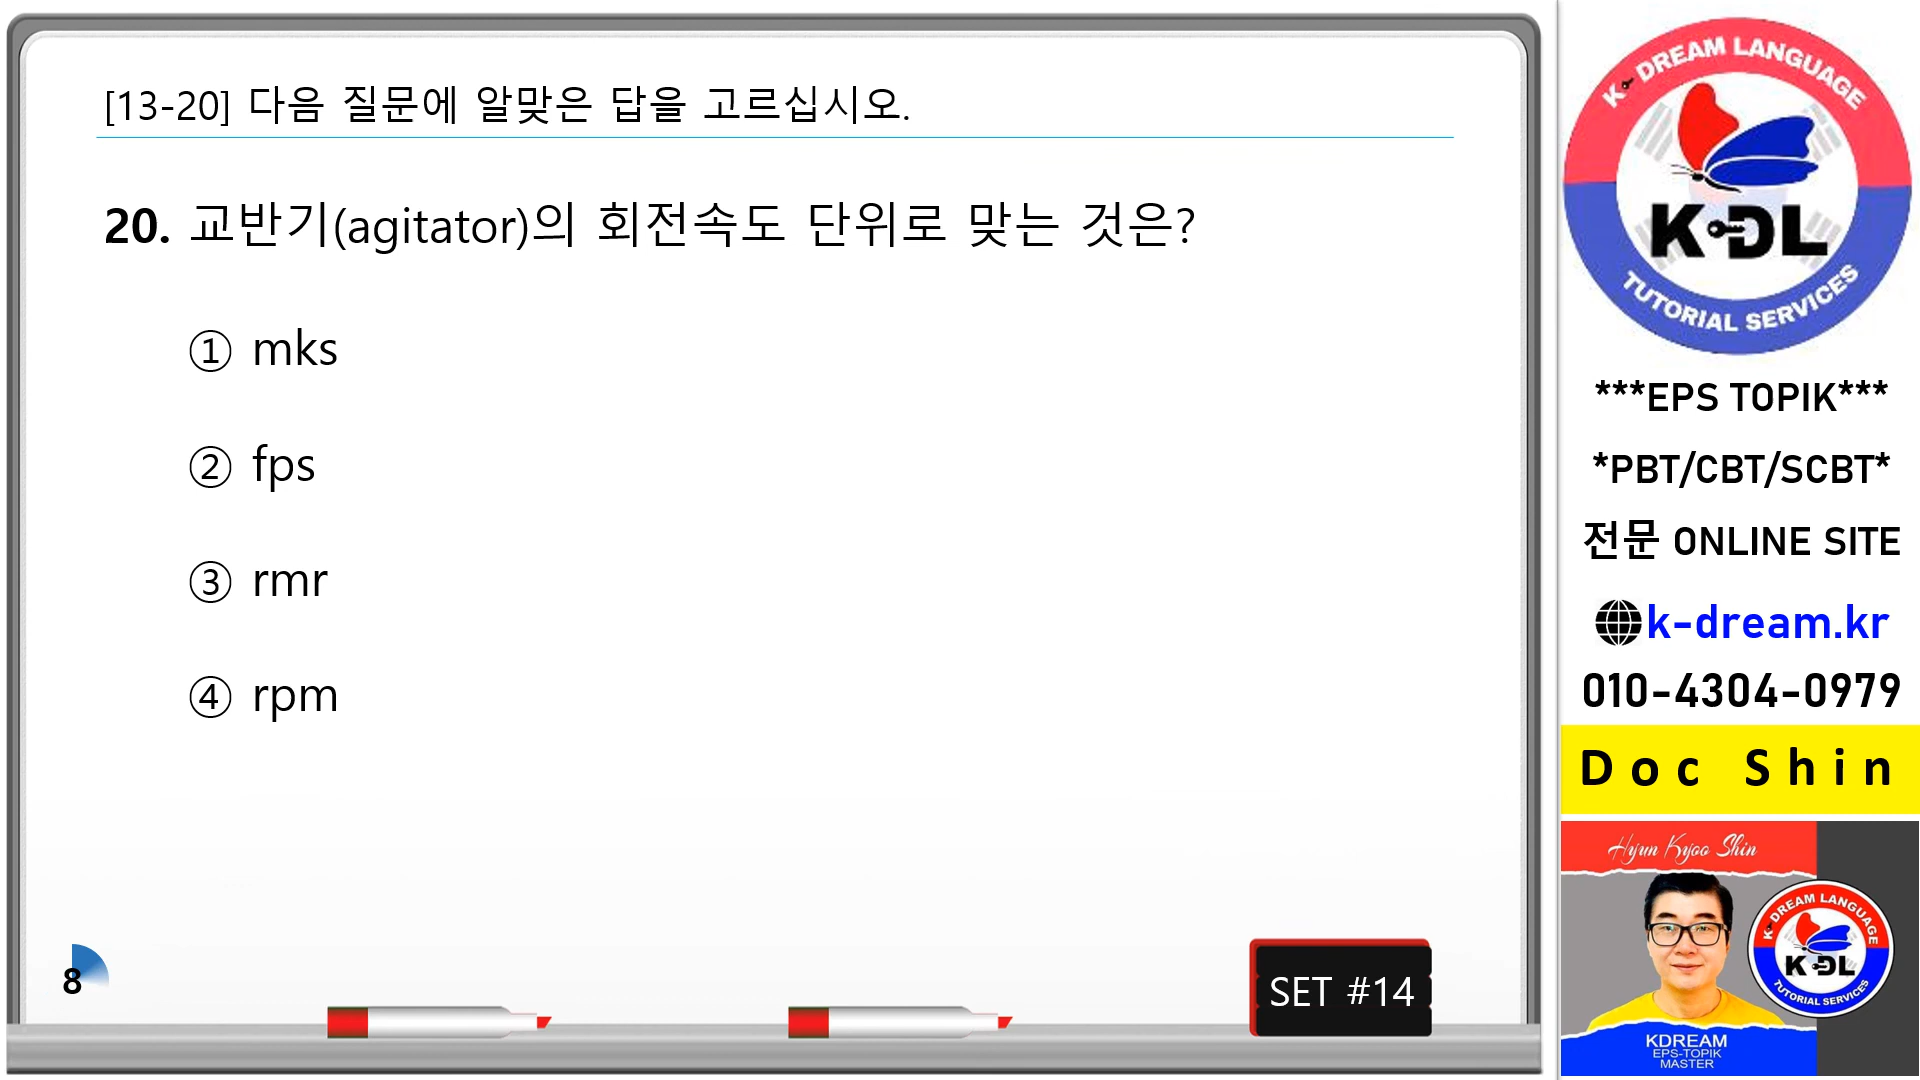 [13-20] 다음 질문에 알맞은 답을 고르십시오.
20. 교반기(agitator)의 회전속도 단위로 맞는 것은?
① mks
② fps
③ rmr
④ rpm
8
SET #14
K DREAM LANGUAGE
K DL
TUTORIAL SERVICES
***EPS TOPIK***
*PBT/CBT/SCBT*
전문 ONLINE SITE
k-dream.kr
010-4304-0979
Doc Shin
Hyun Kyoo Shin
K DREAM LANGUAGE
K DL
TUTORIAL SERVICES
KDREAM
EPS-TOPIK
MASTER